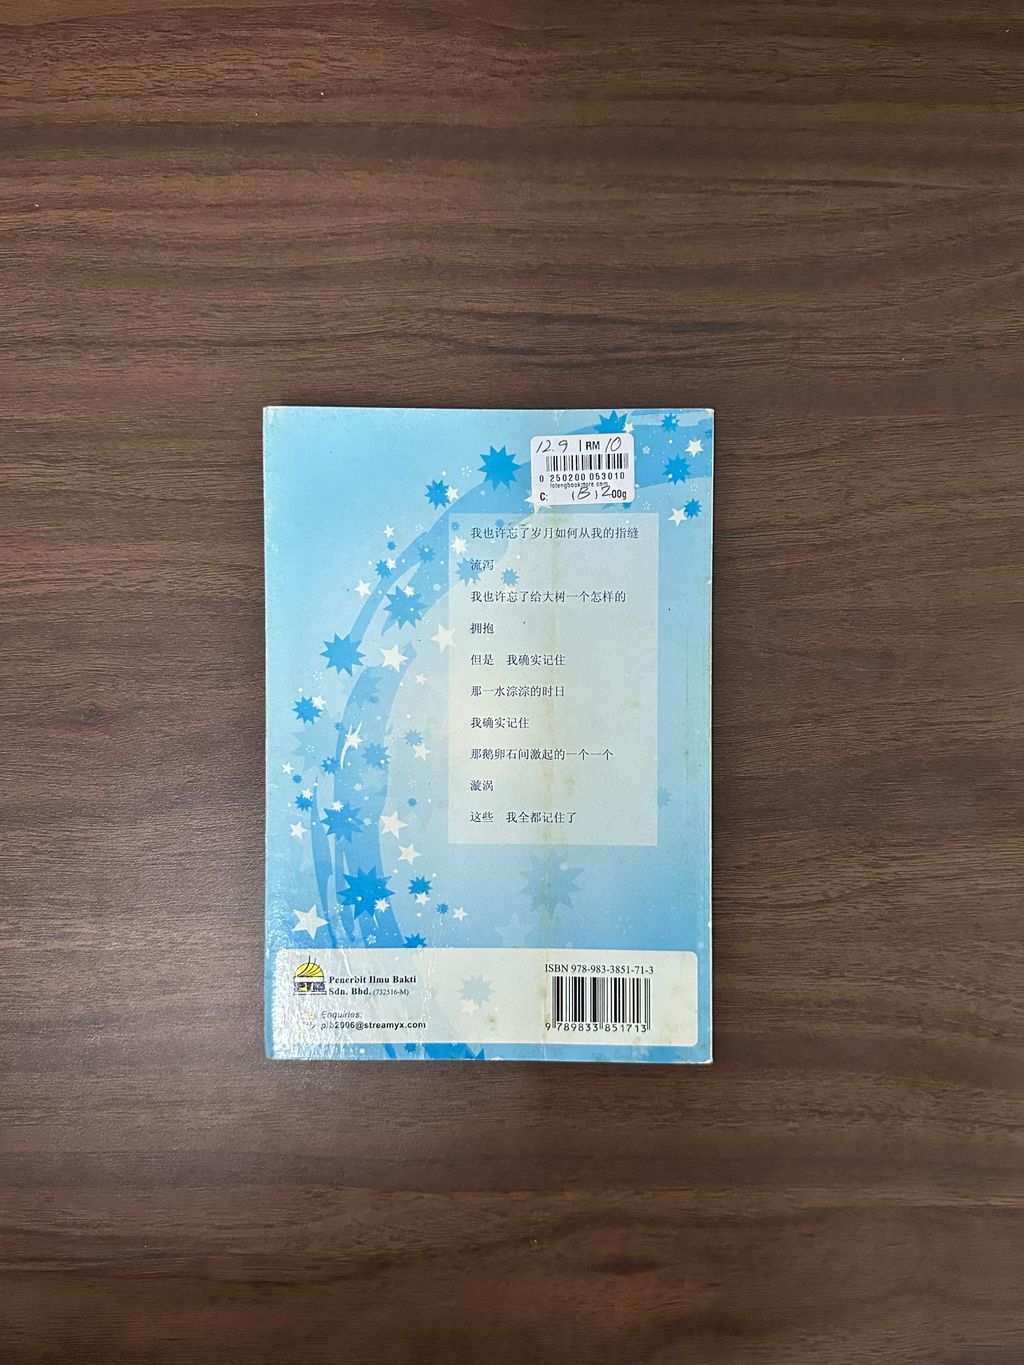 12.9 | RM 10
0 250200 053010
lotengbookstore.com
C: 200g
我也许忘了岁月如何从我的指缝
流泻
我也许忘了给大树一个怎样的
拥抱
但是　我确实记住
那一水淙淙的时日
我确实记住
那鹅卵石间激起的一个一个
漩涡
这些　我全都记住了
Penerbit Ilmu Bakti
Sdn. Bhd. (732516-M)
Enquiries:
pib2006@streamyx.com
ISBN 978-983-3851-71-3
9 789833 851713